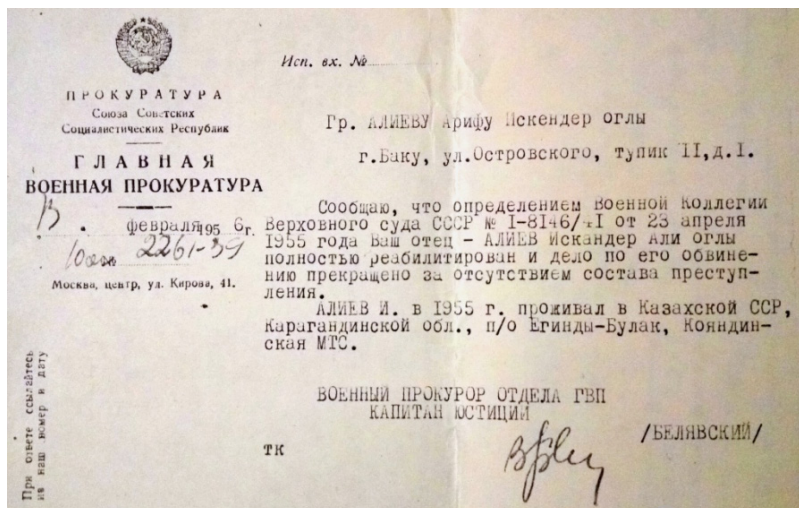 Исп. вх. №
ПРОКУРАТУРА
Союза Советских
Социалистических Республик
ГЛАВНАЯ
ВОЕННАЯ ПРОКУРАТУРА
февраля 195 6 г.
2261-39
Москва, центр, ул. Кирова, 41.
При ответе ссылайтесь
на наш номер и дату
Гр. АЛИЕВУ Арифу Искендер оглы
г.Баку, ул.Островского, тупик II, д.I.
Сообщаю, что определением Военной Коллегии
Верховного суда СССР № I-8146/41 от 23 апреля
1955 года Ваш отец - АЛИЕВ Искандер Али оглы
полностью реабилитирован и дело по его обвине-
нию прекращено за отсутствием состава преступ-
ления.
АЛИЕВ И. в 1955 г. проживал в Казахской ССР,
Карагандинской обл., п/о Егинды-Булак, Кояндин-
ская МТС.
ВОЕННЫЙ ПРОКУРОР ОТДЕЛА ГВП
КАПИТАН ЮСТИЦИИ
/БЕЛЯВСКИЙ/
ТК